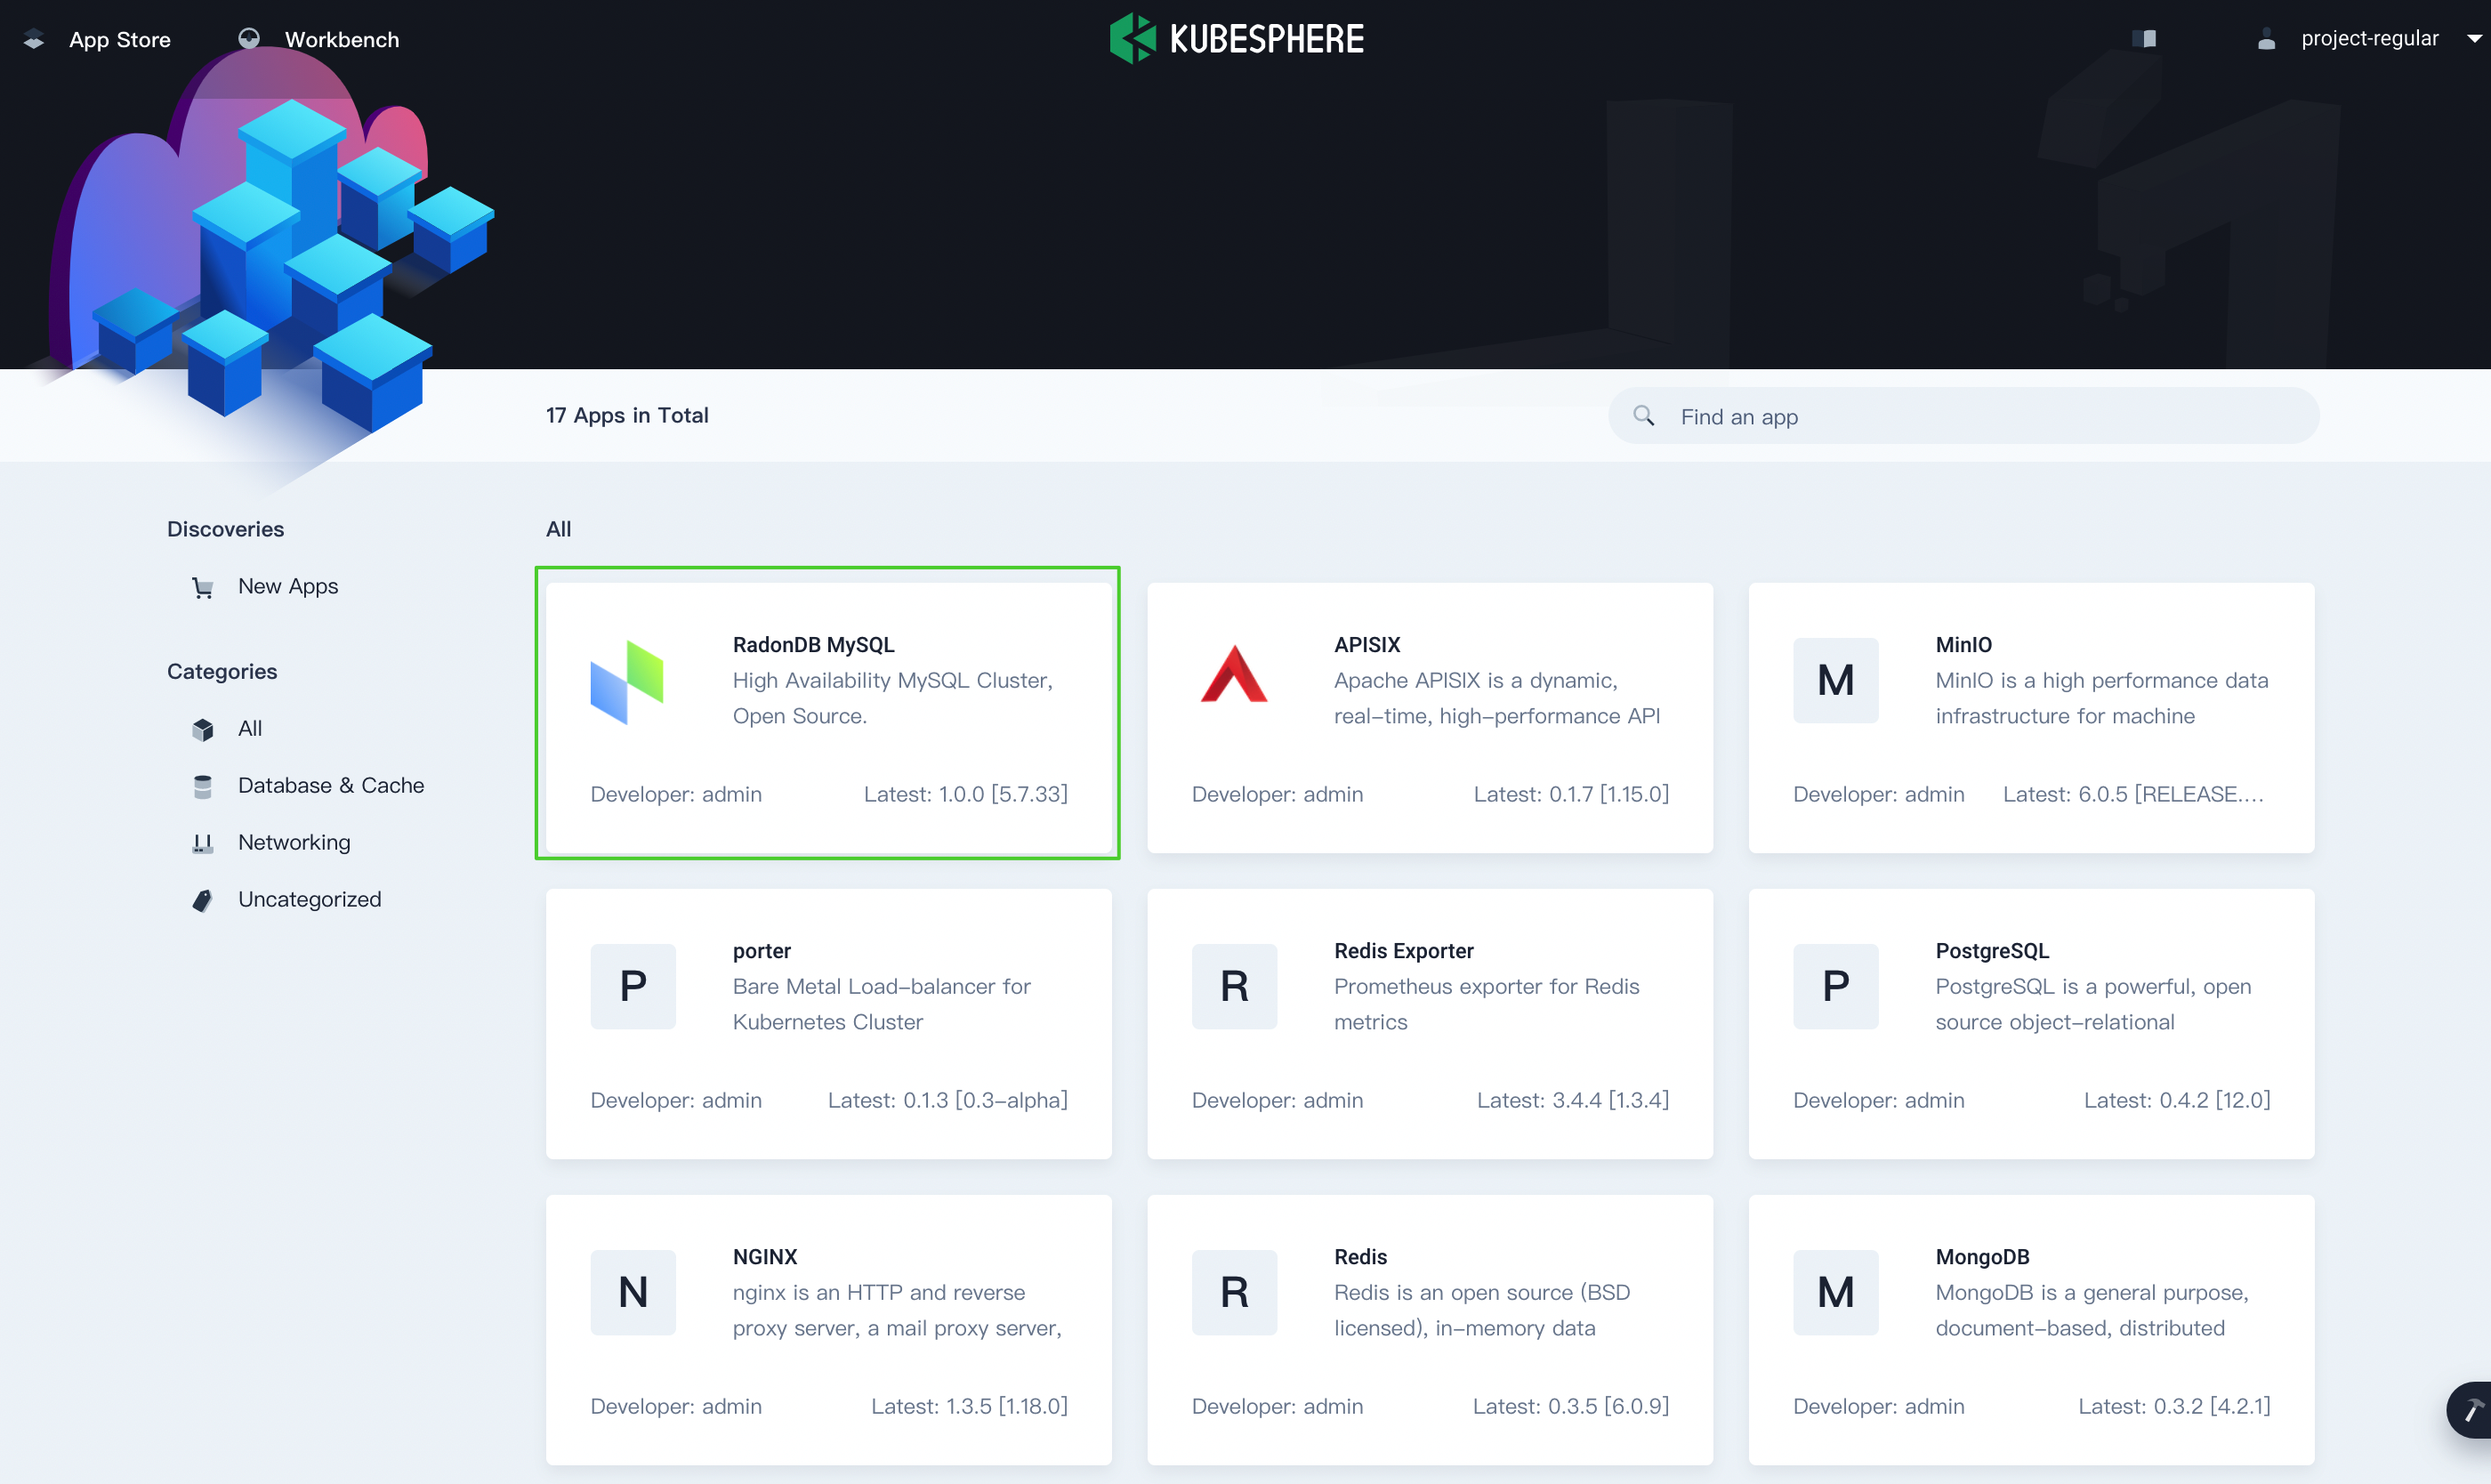 App Store
Workbench
KUBESPHERE
project-regular
17 Apps in Total
Find an app
Discoveries
New Apps
Categories
All
Database & Cache
Networking
Uncategorized
All
RadonDB MySQL
High Availability MySQL Cluster,
Open Source.
Developer: admin
Latest: 1.0.0 [5.7.33]
APISIX
Apache APISIX is a dynamic,
real-time, high-performance API
Developer: admin
Latest: 0.1.7 [1.15.0]
M
MinIO
MinIO is a high performance data
infrastructure for machine
Developer: admin
Latest: 6.0.5 [RELEASE....
P
porter
Bare Metal Load-balancer for
Kubernetes Cluster
Developer: admin
Latest: 0.1.3 [0.3-alpha]
R
Redis Exporter
Prometheus exporter for Redis
metrics
Developer: admin
Latest: 3.4.4 [1.3.4]
P
PostgreSQL
PostgreSQL is a powerful, open
source object-relational
Developer: admin
Latest: 0.4.2 [12.0]
N
NGINX
nginx is an HTTP and reverse
proxy server, a mail proxy server,
Developer: admin
Latest: 1.3.5 [1.18.0]
R
Redis
Redis is an open source (BSD
licensed), in-memory data
Developer: admin
Latest: 0.3.5 [6.0.9]
M
MongoDB
MongoDB is a general purpose,
document-based, distributed
Developer: admin
Latest: 0.3.2 [4.2.1]